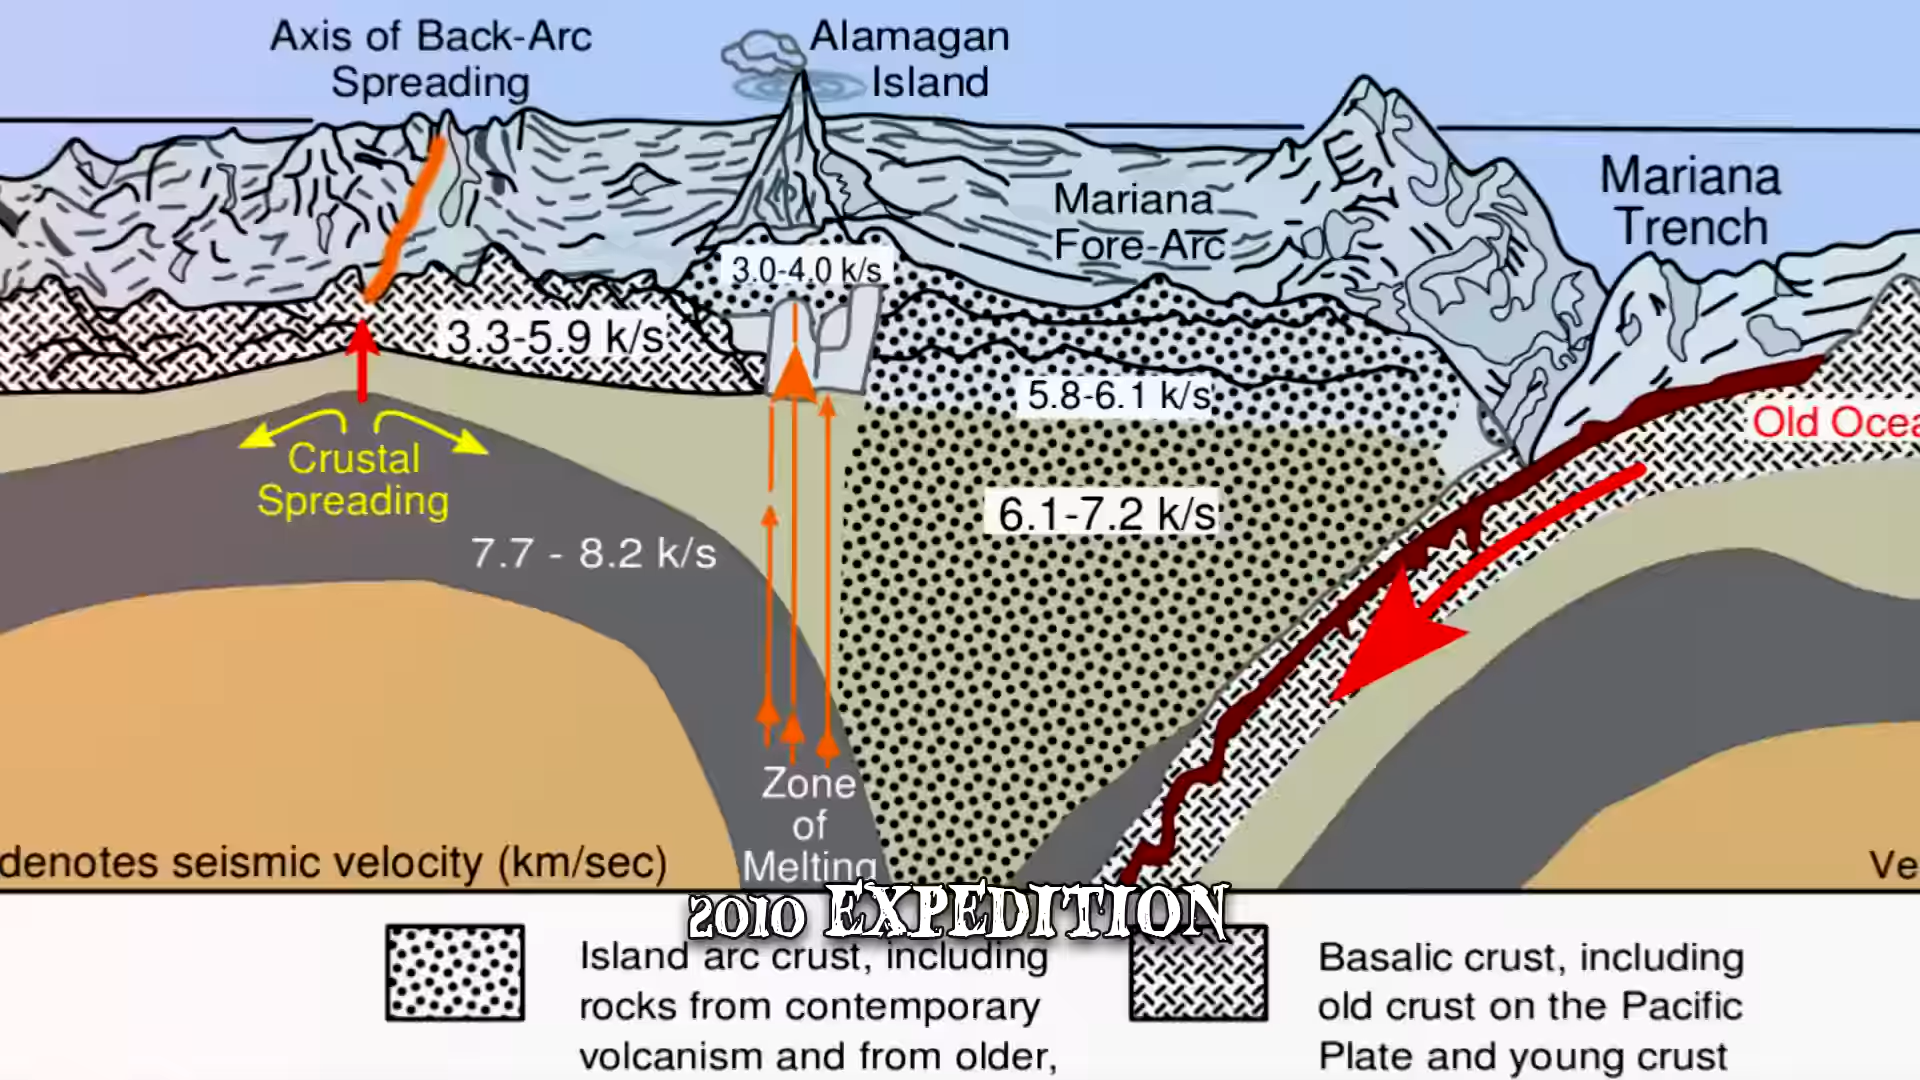 Axis of Back-Arc
Spreading
Alamagan
Island
Mariana
Fore-Arc
Mariana
Trench
3.0-4.0 k/s
3.3-5.9 k/s
5.8-6.1 k/s
Old Ocea
Crustal
Spreading
6.1-7.2 k/s
7.7 - 8.2 k/s
Zone
of
Melting
denotes seismic velocity (km/sec)
Ve
2010 EXPEDITION
Island arc crust, including
rocks from contemporary
volcanism and from older,
Basalic crust, including
old crust on the Pacific
Plate and young crust